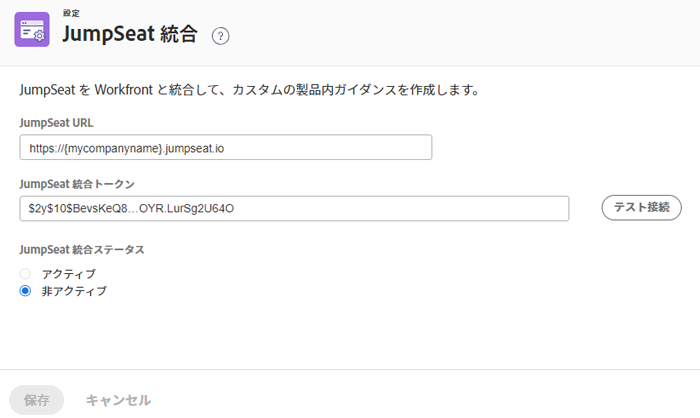 設定
JumpSeat 統合 ?
JumpSeat を Workfront と統合して、カスタムの製品内ガイダンスを作成します。
JumpSeat URL
https://{mycompanyname}.jumpseat.io
JumpSeat 統合トークン
$2y$10$BevsKeQ8...OYR.LurSg2U64O
テスト接続
JumpSeat 統合ステータス
アクティブ
非アクティブ
保存
キャンセル